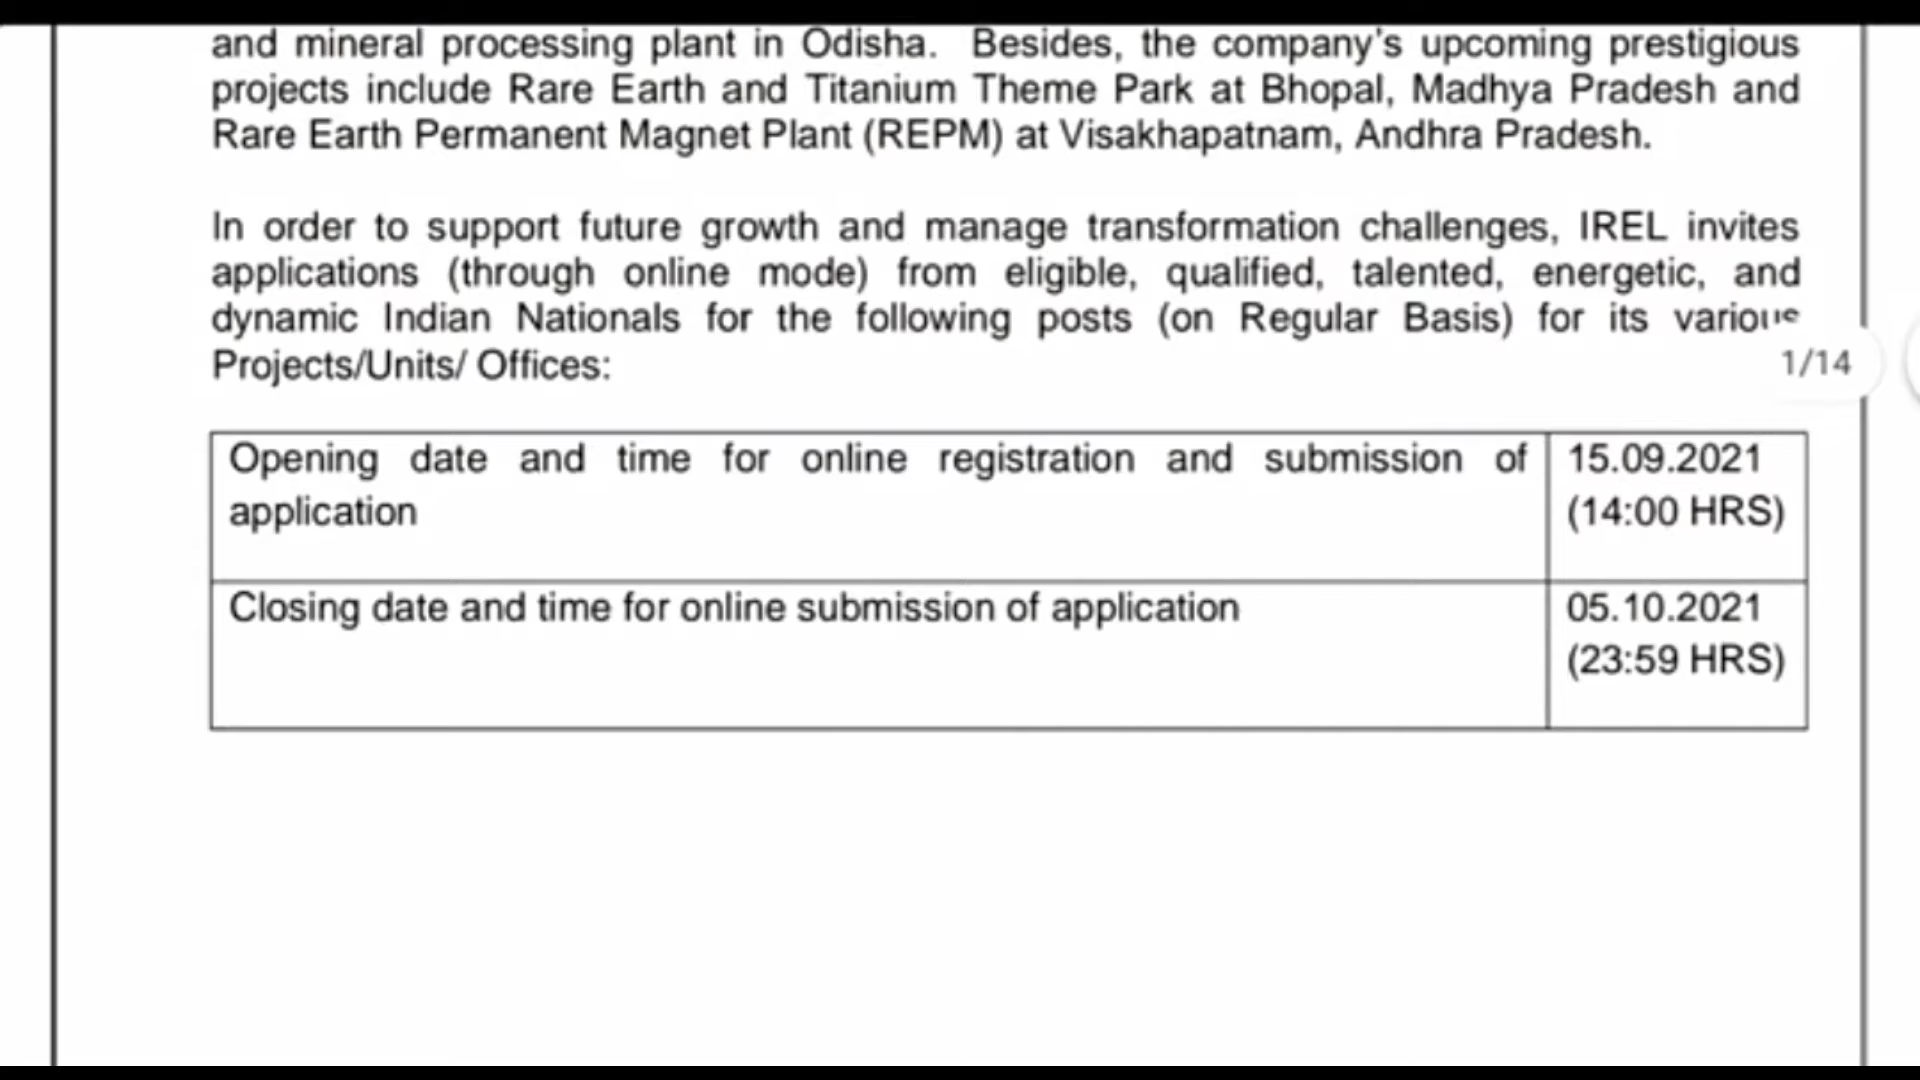 and mineral processing plant in Odisha. Besides, the company's upcoming prestigious
projects include Rare Earth and Titanium Theme Park at Bhopal, Madhya Pradesh and
Rare Earth Permanent Magnet Plant (REPM) at Visakhapatnam, Andhra Pradesh.
In order to support future growth and manage transformation challenges, IREL invites
applications (through online mode) from eligible, qualified, talented, energetic, and
dynamic Indian Nationals for the following posts (on Regular Basis) for its various
Projects/Units/ Offices:
1/14
Opening date and time for online registration and submission of
application
15.09.2021
(14:00 HRS)
Closing date and time for online submission of application
05.10.2021
(23:59 HRS)